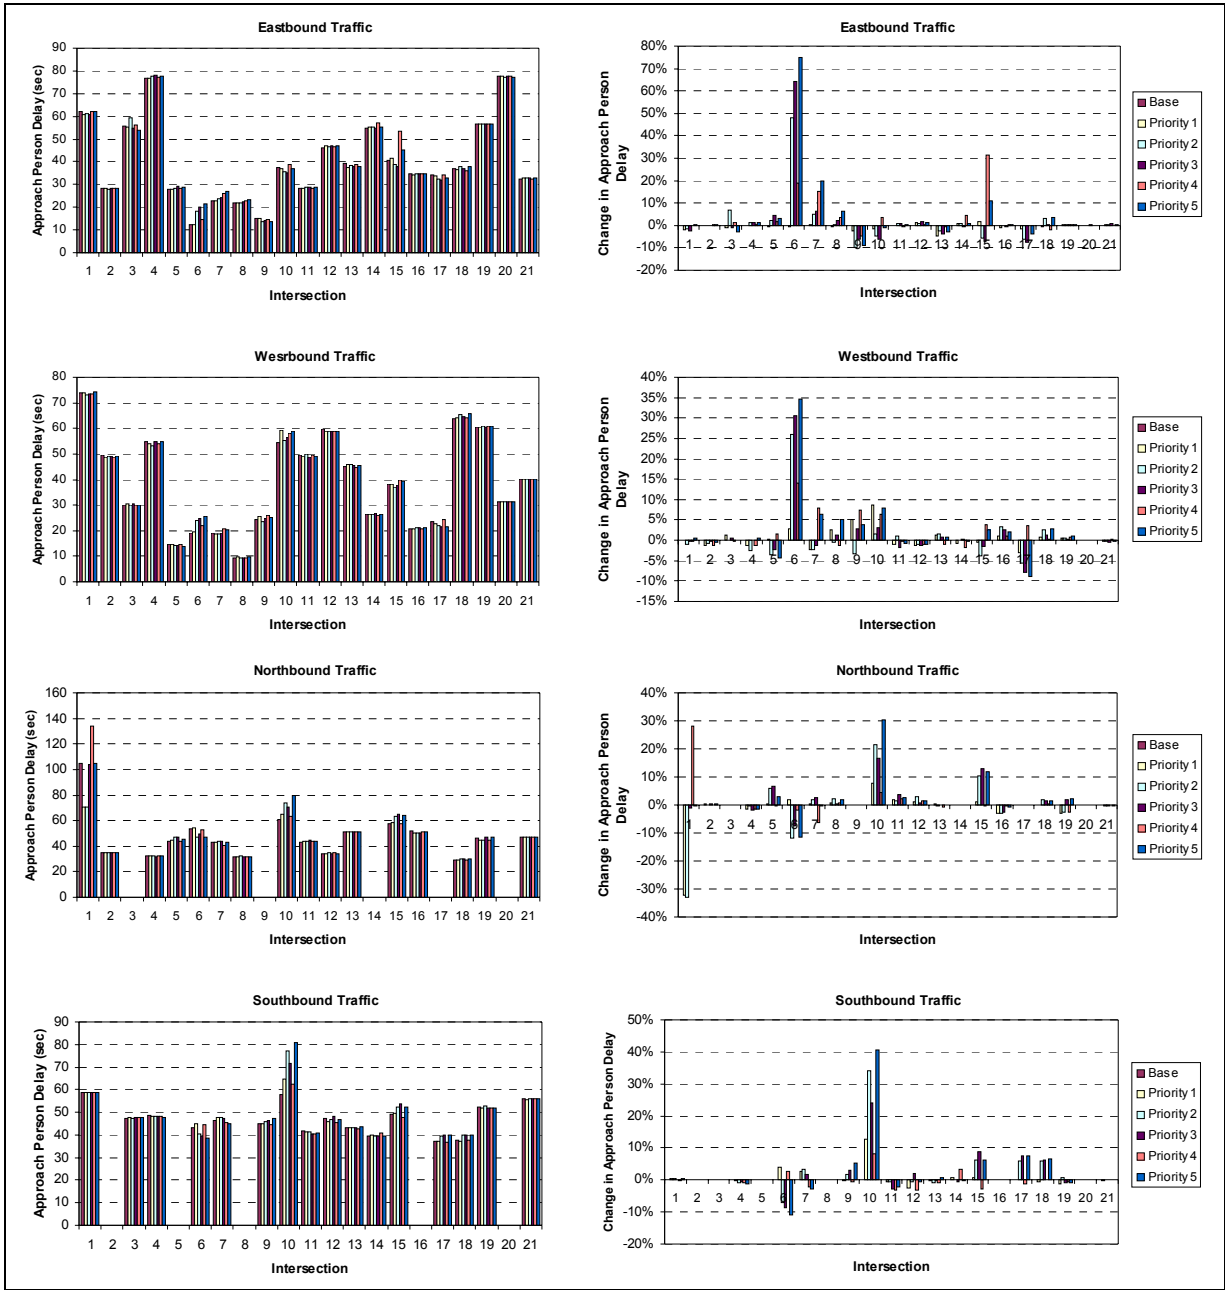 Eastbound Traffic
Approach Person Delay (sec)
90
80
70
60
50
40
30
20
10
0
1 2 3 4 5 6 7 8 9 10 11 12 13 14 15 16 17 18 19 20 21
Intersection
Eastbound Traffic
Change in Approach Person
Delay
80%
70%
60%
50%
40%
30%
20%
10%
0%
-10%
-20%
1 2 3 4 5 6 7 8 9 10 11 12 13 14 15 16 17 18 19 20 21
Intersection
Base
Priority 1
Priority 2
Priority 3
Priority 4
Priority 5
Wesrbound Traffic
Approach Person Delay (sec)
80
70
60
50
40
30
20
10
0
1 2 3 4 5 6 7 8 9 10 11 12 13 14 15 16 17 18 19 20 21
Intersection
Westbound Traffic
Change in Approach Person
Delay
40%
35%
30%
25%
20%
15%
10%
5%
0%
-5%
-10%
-15%
1 2 3 4 5 6 7 8 9 10 11 12 13 14 15 16 17 18 19 20 21
Intersection
Base
Priority 1
Priority 2
Priority 3
Priority 4
Priority 5
Northbound Traffic
Approach Person Delay (sec)
160
140
120
100
80
60
40
20
0
1 2 3 4 5 6 7 8 9 10 11 12 13 14 15 16 17 18 19 20 21
Intersection
Northbound Traffic
Change in Approach Person
Delay
40%
30%
20%
10%
0%
-10%
-20%
-30%
-40%
1 2 3 4 5 6 7 8 9 10 11 12 13 14 15 16 17 18 19 20 21
Intersection
Base
Priority 1
Priority 2
Priority 3
Priority 4
Priority 5
Southbound Traffic
Approach Person Delay (sec)
90
80
70
60
50
40
30
20
10
0
1 2 3 4 5 6 7 8 9 10 11 12 13 14 15 16 17 18 19 20 21
Intersection
Southbound Traffic
Change in Approach Person Delay
50%
40%
30%
20%
10%
0%
-10%
-20%
1 2 3 4 5 6 7 8 9 10 11 12 13 14 15 16 17 18 19 20 21
Intersection
Base
Priority 1
Priority 2
Priority 3
Priority 4
Priority 5